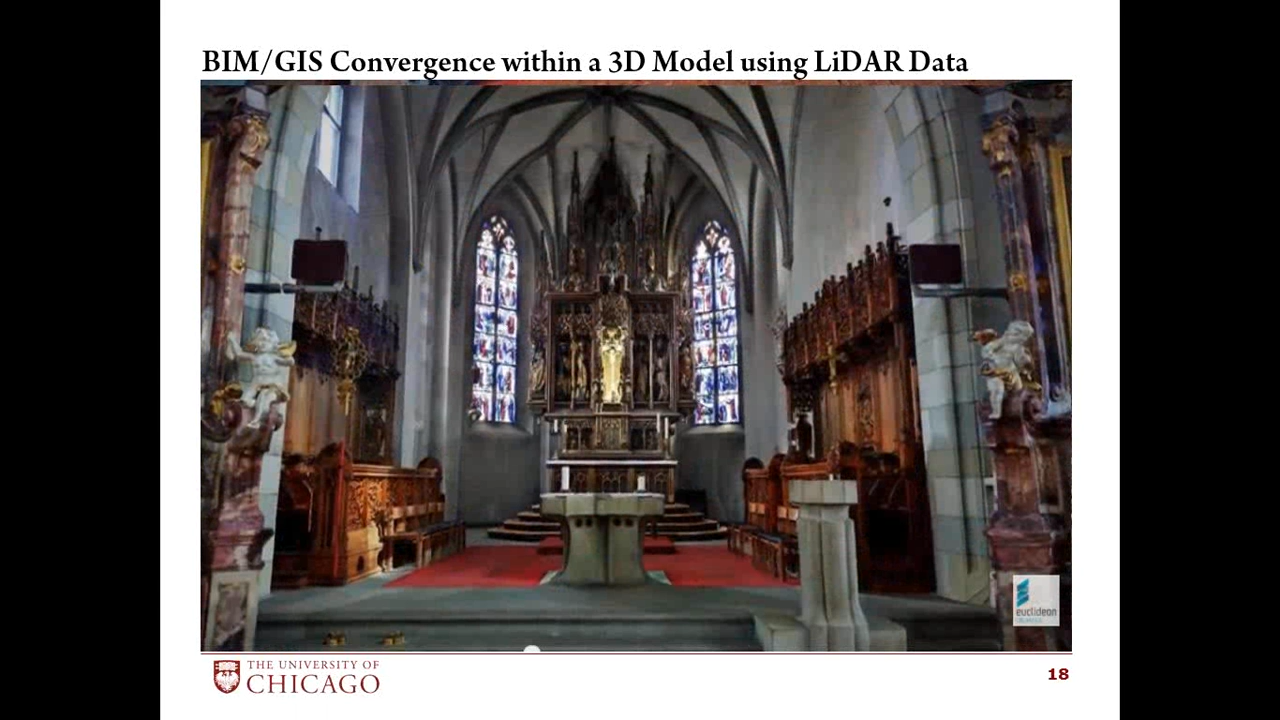 BIM/GIS Convergence within a 3D Model using LiDAR Data
euclideon
THE UNIVERSITY OF
CHICAGO
18